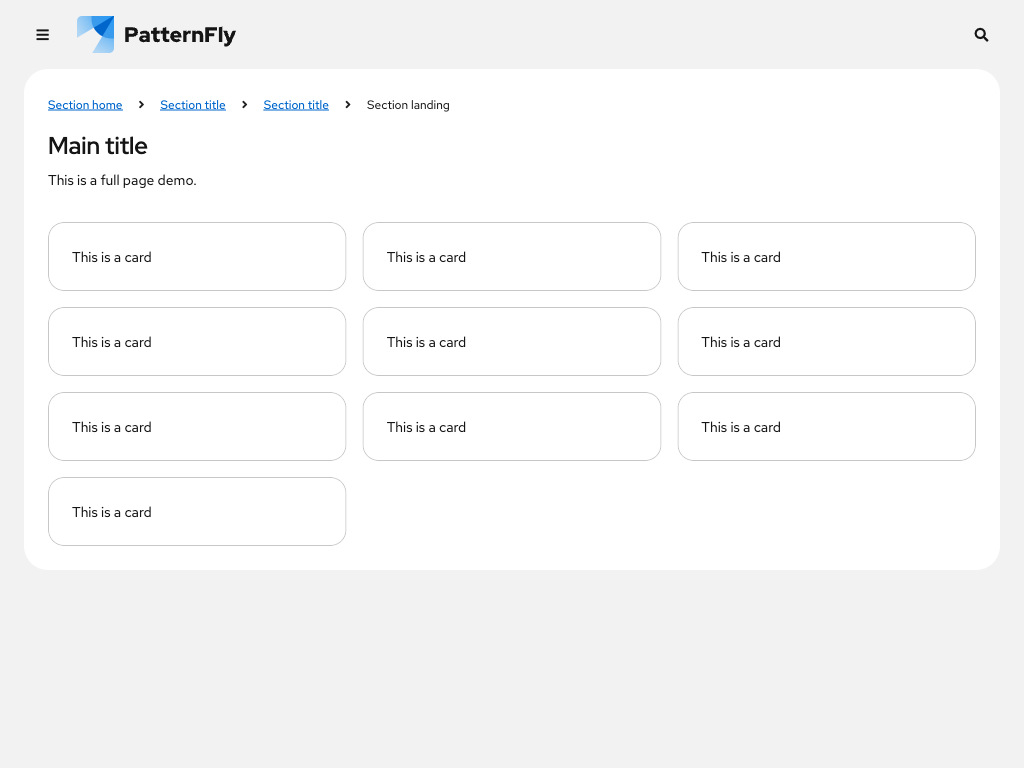 PatternFly
Section home Section title Section title Section landing
Main title
This is a full page demo.
This is a card This is a card This is a card
This is a card This is a card This is a card
This is a card This is a card This is a card
This is a card